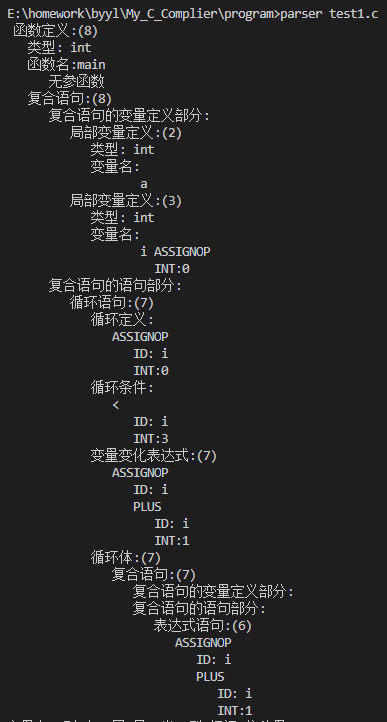 E:\homework\byyl\My_C_Complier\program>parser test1.c
函数定义:(8)
类型: int
函数名:main
无参函数
复合语句:(8)
复合语句的变量定义部分:
局部变量定义:(2)
类型: int
变量名:
a
局部变量定义:(3)
类型: int
变量名:
i ASSIGNOP
INT:0
复合语句的语句部分:
循环语句:(7)
循环定义:
ASSIGNOP
ID: i
INT:0
循环条件:
<
ID: i
INT:3
变量变化表达式:(7)
ASSIGNOP
ID: i
PLUS
ID: i
INT:1
循环体:(7)
复合语句:(7)
复合语句的变量定义部分:
复合语句的语句部分:
表达式语句:(6)
ASSIGNOP
ID: i
PLUS
ID: i
INT:1